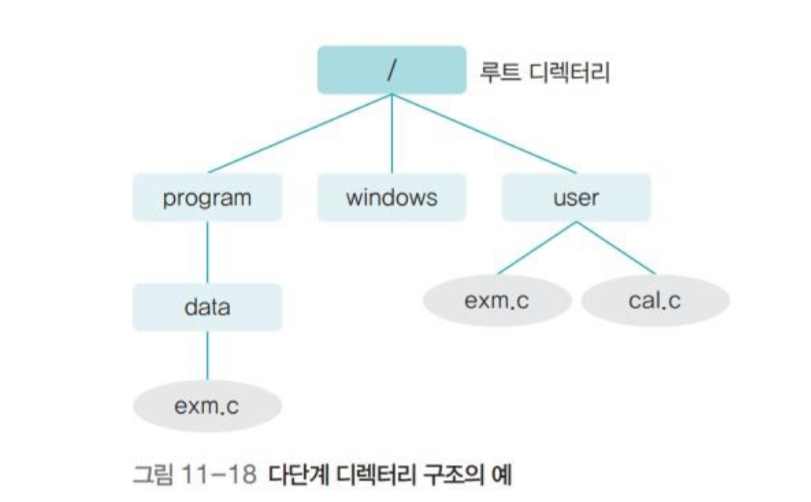 / 루트 디렉터리
program windows user
exm.c cal.c
data
exm.c
그림 11-18 다단계 디렉터리 구조의 예